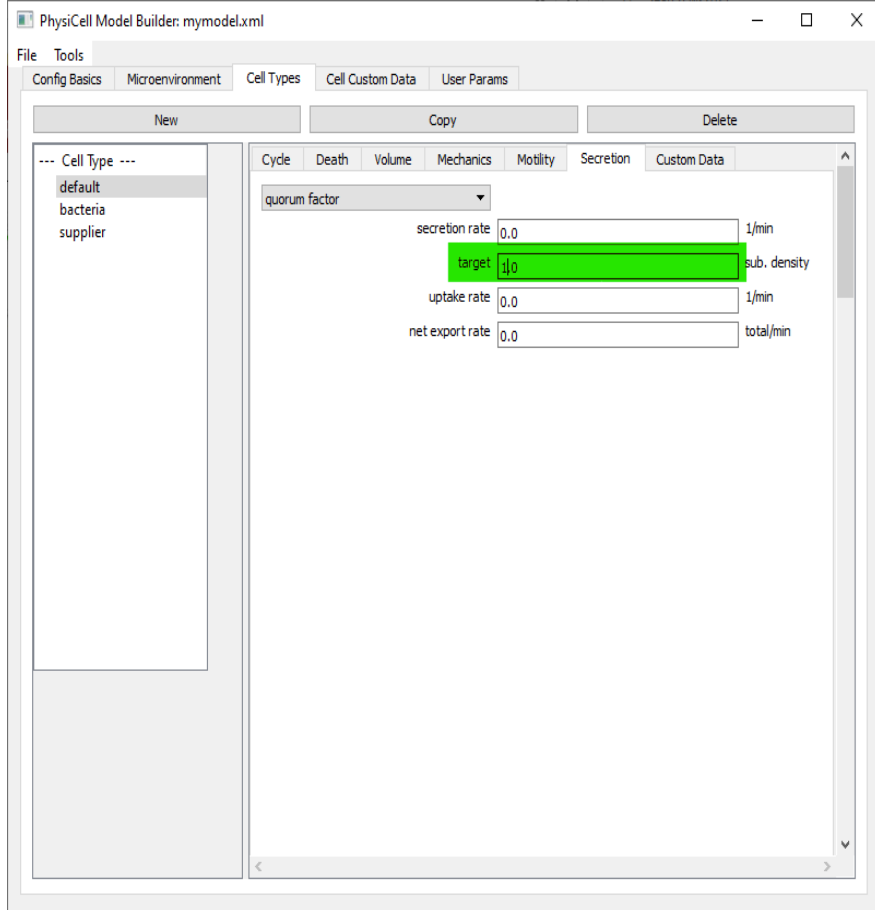 PhysiCell Model Builder: mymodel.xml
File Tools
Config Basics Microenvironment Cell Types Cell Custom Data User Params
New Copy Delete
--- Cell Type ---
default
bacteria
supplier
Cycle Death Volume Mechanics Motility Secretion Custom Data
quorum factor
secretion rate 0.0 1/min
target 1.0 sub. density
uptake rate 0.0 1/min
net export rate 0.0 total/min